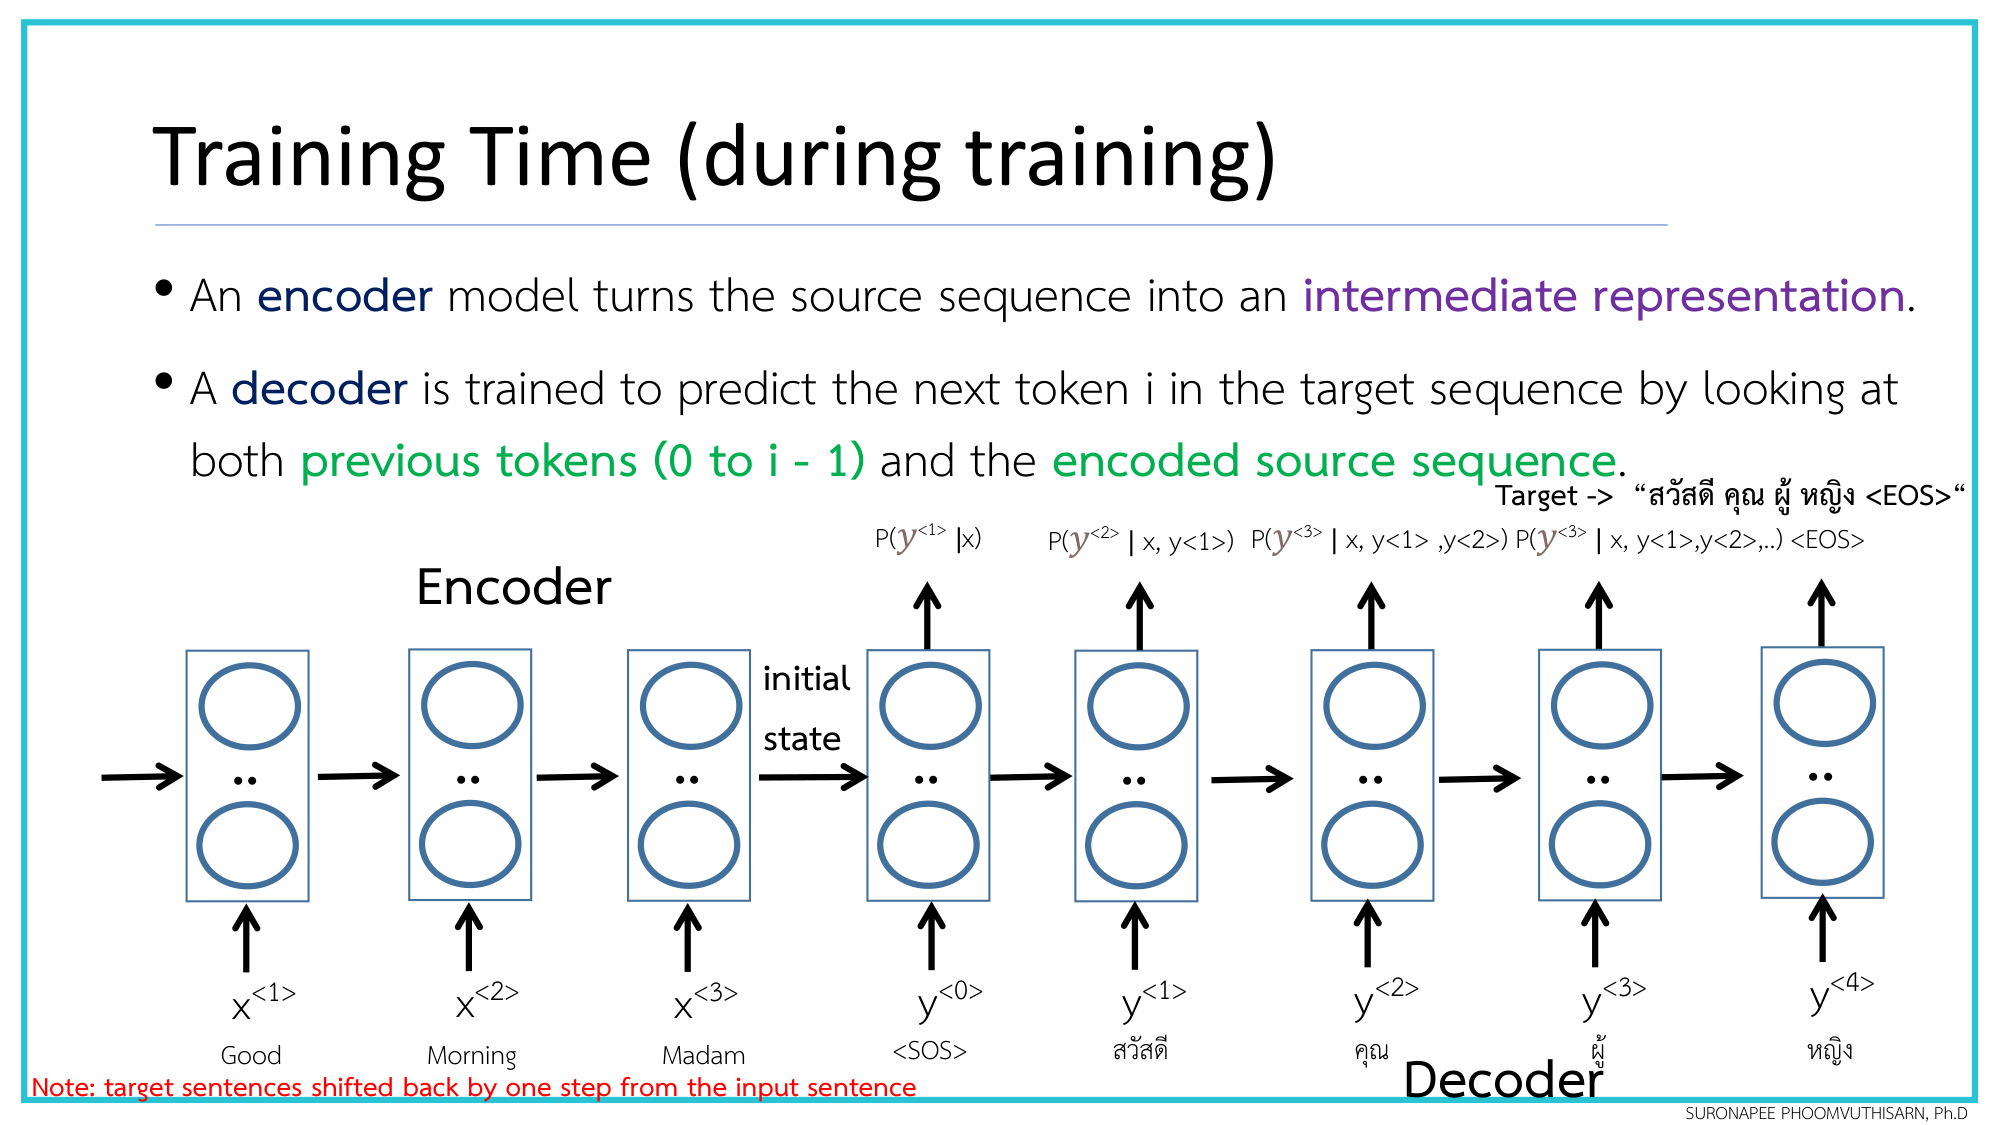 Training Time (during training)
• An encoder model turns the source sequence into an intermediate representation.
• A decoder is trained to predict the next token i in the target sequence by looking at
both previous tokens (0 to i - 1) and the encoded source sequence.
Target -> “สวัสดี คุณ ผู้ หญิง <EOS>“
P(y<1> |x) P(y<2> | x, y<1>) P(y<3> | x, y<1> ,y<2>) P(y<3> | x, y<1>,y<2>,..) <EOS>
Encoder
initial
state
.. .. .. .. .. .. .. ..
x<1> x<2> x<3> y<0> y<1> y<2> y<3> y<4>
Good Morning Madam <SOS> สวัสดี คุณ ผู้ หญิง
Decoder
Note: target sentences shifted back by one step from the input sentence
SURONAPEE PHOOMVUTHISARN, Ph.D